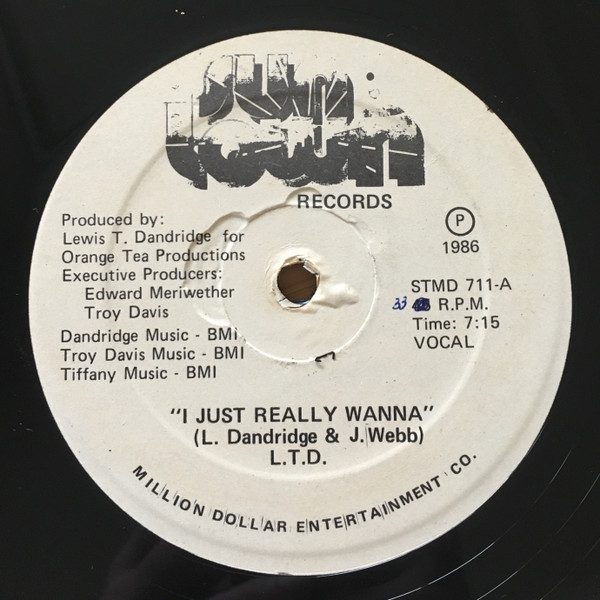 Sun
Town
RECORDS
Produced by:
Lewis T. Dandridge for
Orange Tea Productions
Executive Producers:
Edward Meriwether
Troy Davis
Dandridge Music - BMI
Troy Davis Music - BMI
Tiffany Music - BMI
P
1986
STMD 711-A
33 R.P.M.
Time: 7:15
VOCAL
"I JUST REALLY WANNA"
(L. Dandridge & J. Webb)
L.T.D.
MILLION DOLLAR ENTERTAINMENT CO.